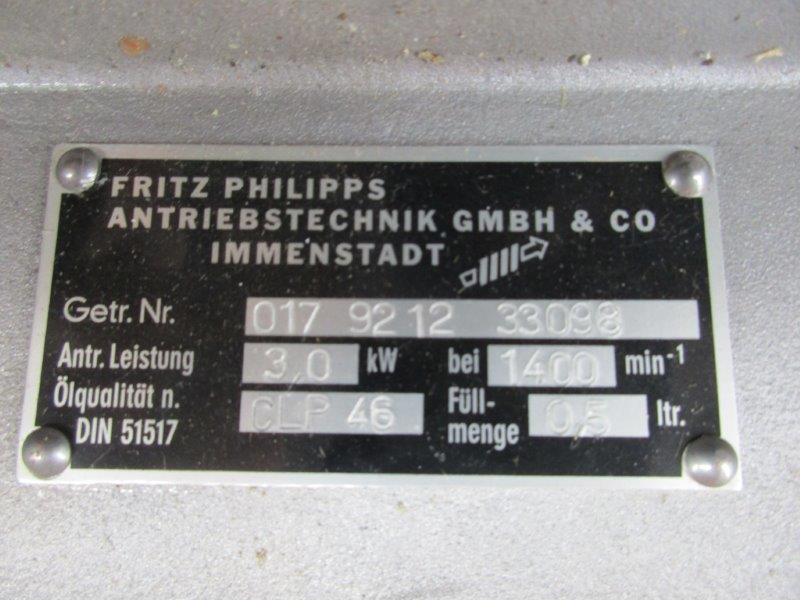 FRITZ PHILIPPS
ANTRIEBSTECHNIK GMBH & CO
IMMENSTADT
Getr. Nr. 017 92 12 33098
Antr. Leistung 3,0 kW bei 1400 min-1
Ölqualität n. DIN 51517 CLP 46 Füll-menge 0,5 ltr.